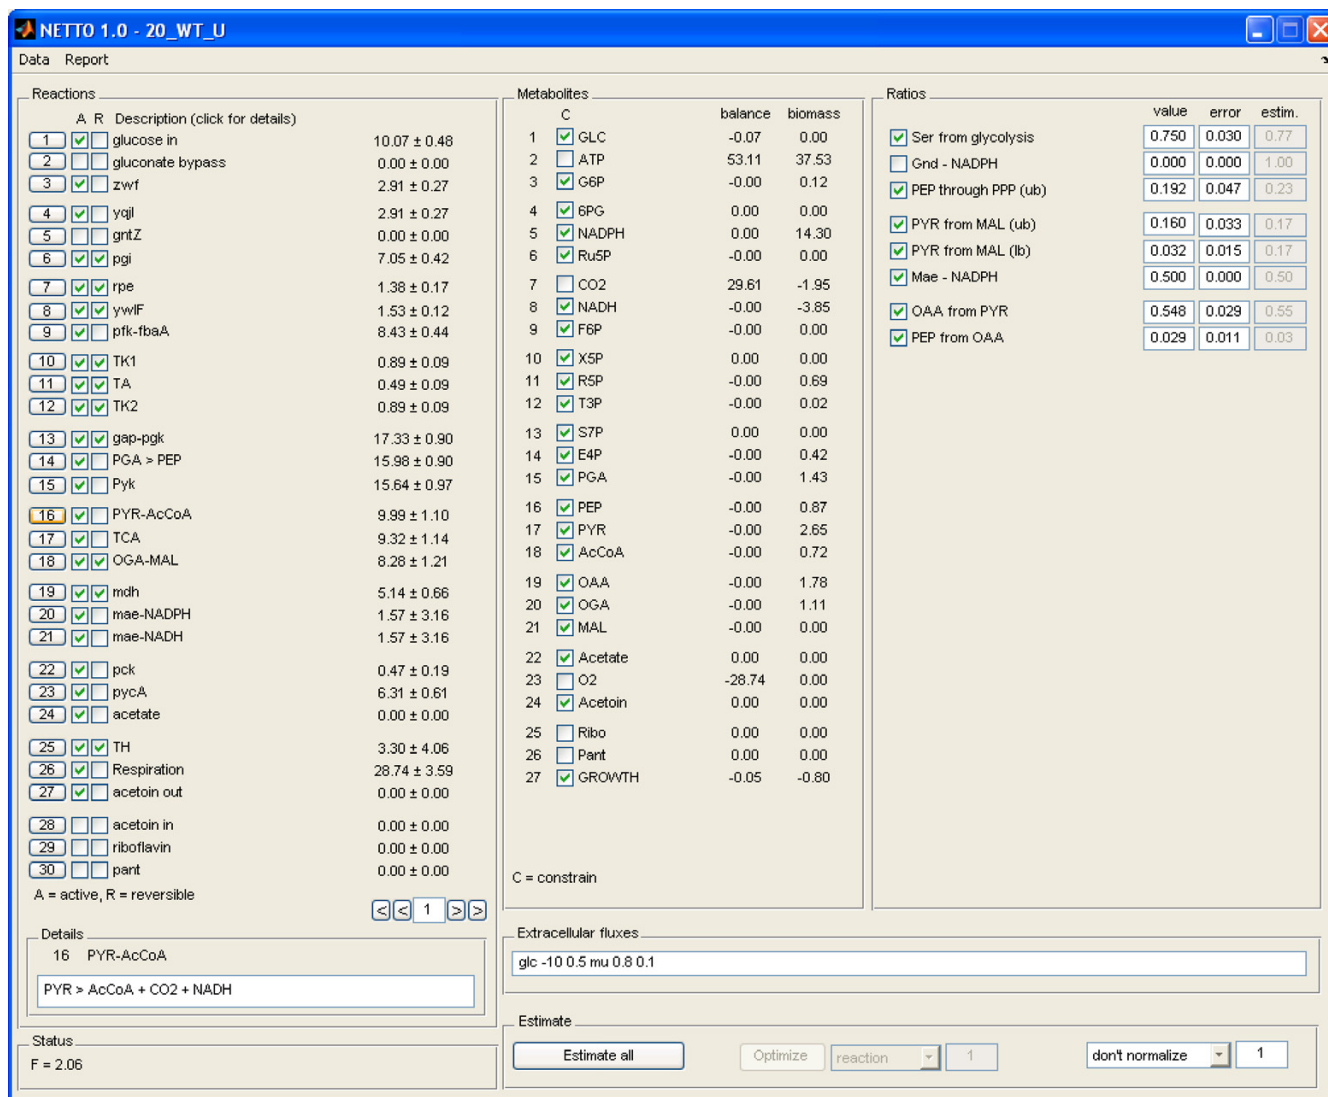 NETTO 1.0 - 20_WT_U
Data Report
Reactions
A R Description (click for details)
1 glucose in 10.07 ± 0.48
2 gluconate bypass 0.00 ± 0.00
3 zwf 2.91 ± 0.27
4 yqjI 2.91 ± 0.27
5 gntZ 0.00 ± 0.00
6 pgi 7.05 ± 0.42
7 rpe 1.38 ± 0.17
8 ywlF 1.53 ± 0.12
9 pfk-fbaA 8.43 ± 0.44
10 TK1 0.89 ± 0.09
11 TA 0.49 ± 0.09
12 TK2 0.89 ± 0.09
13 gap-pgk 17.33 ± 0.90
14 PGA > PEP 15.98 ± 0.90
15 Pyk 15.64 ± 0.97
16 PYR-AcCoA 9.99 ± 1.10
17 TCA 9.32 ± 1.14
18 OGA-MAL 8.28 ± 1.21
19 mdh 5.14 ± 0.66
20 mae-NADPH 1.57 ± 3.16
21 mae-NADH 1.57 ± 3.16
22 pck 0.47 ± 0.19
23 pycA 6.31 ± 0.61
24 acetate 0.00 ± 0.00
25 TH 3.30 ± 4.06
26 Respiration 28.74 ± 3.59
27 acetoin out 0.00 ± 0.00
28 acetoin in 0.00 ± 0.00
29 riboflavin 0.00 ± 0.00
30 pant 0.00 ± 0.00
A = active, R = reversible
< < 1 > >
Details
16 PYR-AcCoA
PYR > AcCoA + CO2 + NADH
Status
F = 2.06
Metabolites
C balance biomass
1 GLC -0.07 0.00
2 ATP 53.11 37.53
3 G6P -0.00 0.12
4 6PG 0.00 0.00
5 NADPH 0.00 14.30
6 Ru5P -0.00 0.00
7 CO2 29.61 -1.95
8 NADH -0.00 -3.85
9 F6P -0.00 0.00
10 X5P 0.00 0.00
11 R5P -0.00 0.69
12 T3P -0.00 0.02
13 S7P 0.00 0.00
14 E4P -0.00 0.42
15 PGA -0.00 1.43
16 PEP -0.00 0.87
17 PYR -0.00 2.65
18 AcCoA -0.00 0.72
19 OAA -0.00 1.78
20 OGA -0.00 1.11
21 MAL -0.00 0.00
22 Acetate 0.00 0.00
23 O2 -28.74 0.00
24 Acetoin 0.00 0.00
25 Ribo 0.00 0.00
26 Pant 0.00 0.00
27 GROWTH -0.05 -0.80
C = constrain
Ratios
value error estim.
Ser from glycolysis 0.750 0.030 0.77
Gnd - NADPH 0.000 0.000 1.00
PEP through PPP (ub) 0.192 0.047 0.23
PYR from MAL (ub) 0.160 0.033 0.17
PYR from MAL (lb) 0.032 0.015 0.17
Mae - NADPH 0.500 0.000 0.50
OAA from PYR 0.548 0.029 0.55
PEP from OAA 0.029 0.011 0.03
Extracellular fluxes
glc -10 0.5 mu 0.8 0.1
Estimate
Estimate all Optimize reaction 1 don't normalize 1